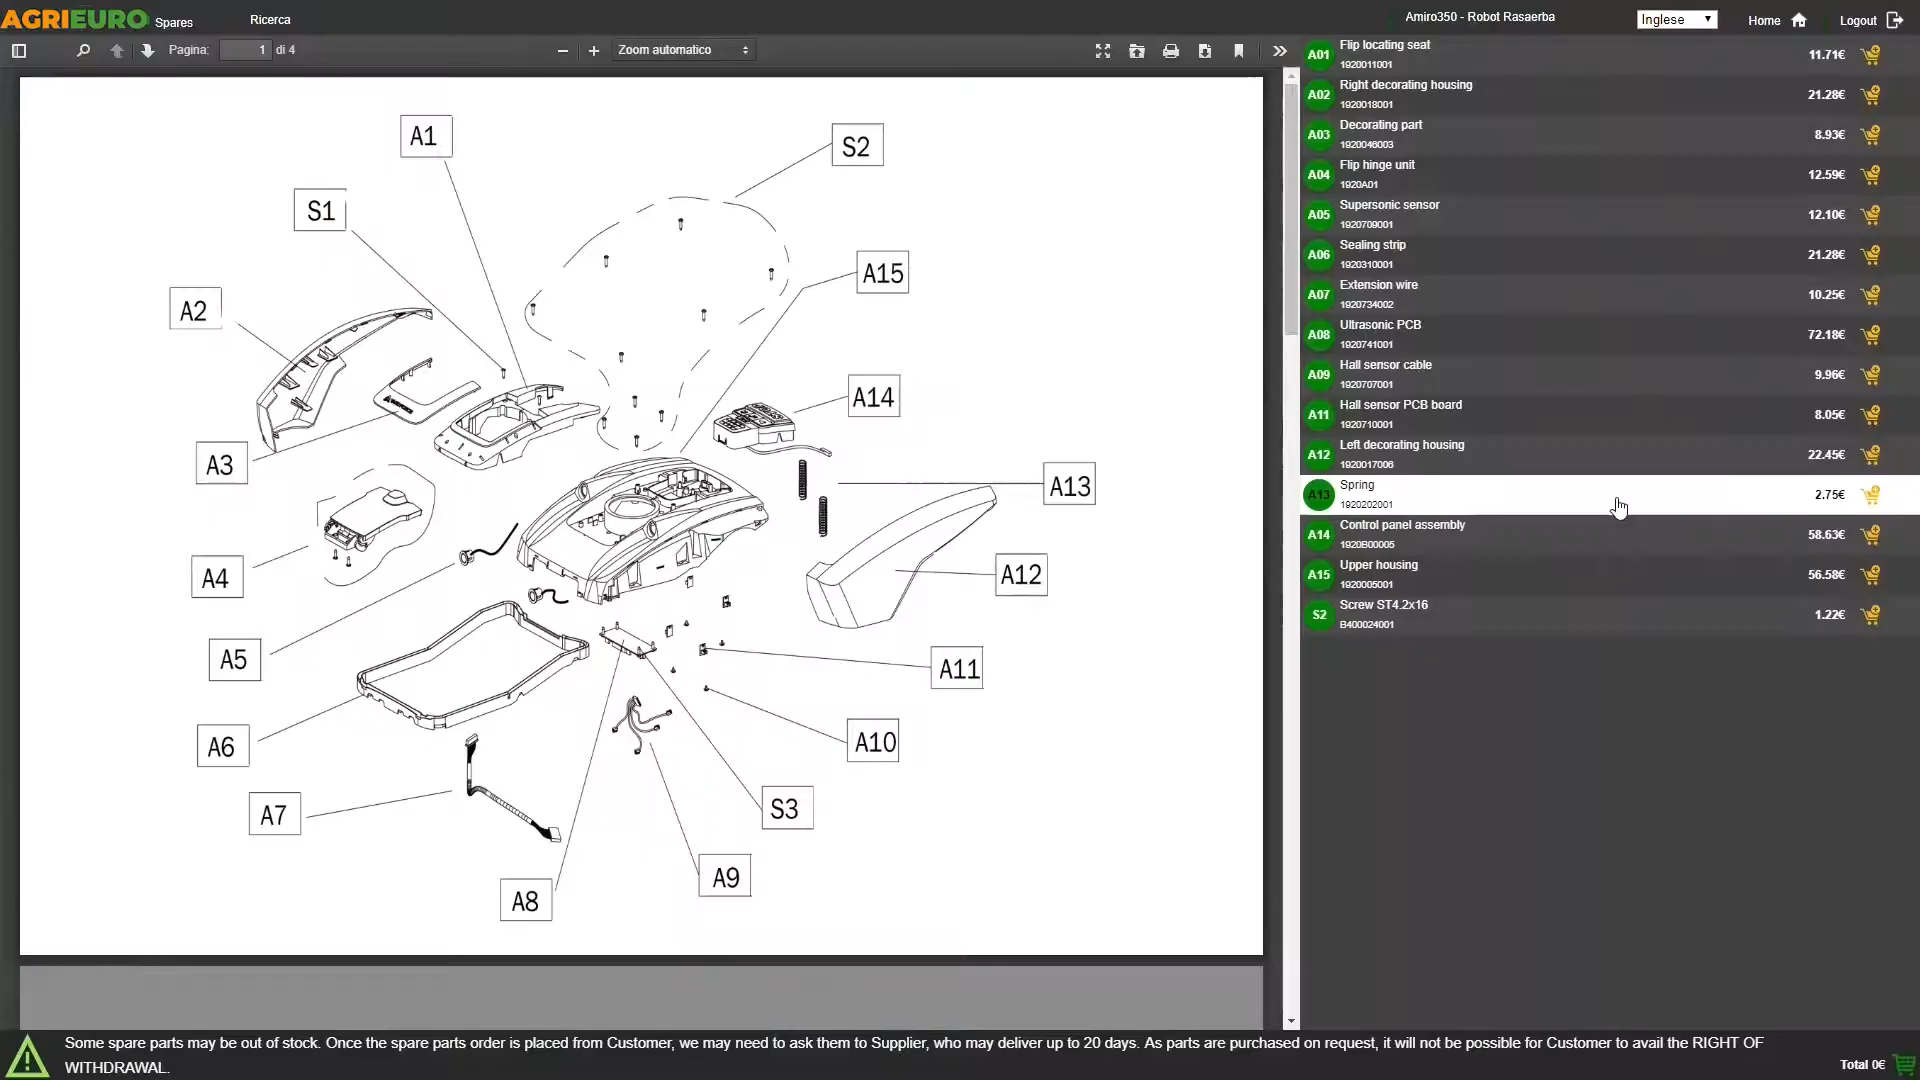 AGRIEURO Spares
Ricerca
Amiro350 - Robot Rasaerba
Inglese
Home
Logout
Pagina: 1 di 4
Zoom automatico
A1
S2
S1
A15
A2
A14
A3
A13
A4
A12
A5
A11
A6
A10
A7
S3
A9
A8
A01 Flip locating seat 11.71€
1920011001
A02 Right decorating housing 21.28€
1920018001
A03 Decorating part 8.93€
1920046003
A04 Flip hinge unit 12.59€
1920A01
A05 Supersonic sensor 12.10€
1920709001
A06 Sealing strip 21.28€
1920310001
A07 Extension wire 10.25€
1920734002
A08 Ultrasonic PCB 72.18€
1920741001
A09 Hall sensor cable 9.96€
1920707001
A11 Hall sensor PCB board 8.05€
1920710001
A12 Left decorating housing 22.45€
1920017006
A13 Spring 2.75€
1920202001
A14 Control panel assembly 58.63€
1920B00005
A15 Upper housing 56.58€
1920005001
S2 Screw ST4.2x16 1.22€
B400024001
Some spare parts may be out of stock. Once the spare parts order is placed from Customer, we may need to ask them to Supplier, who may deliver up to 20 days. As parts are purchased on request, it will not be possible for Customer to avail the RIGHT OF
WITHDRAWAL.
Total 0€